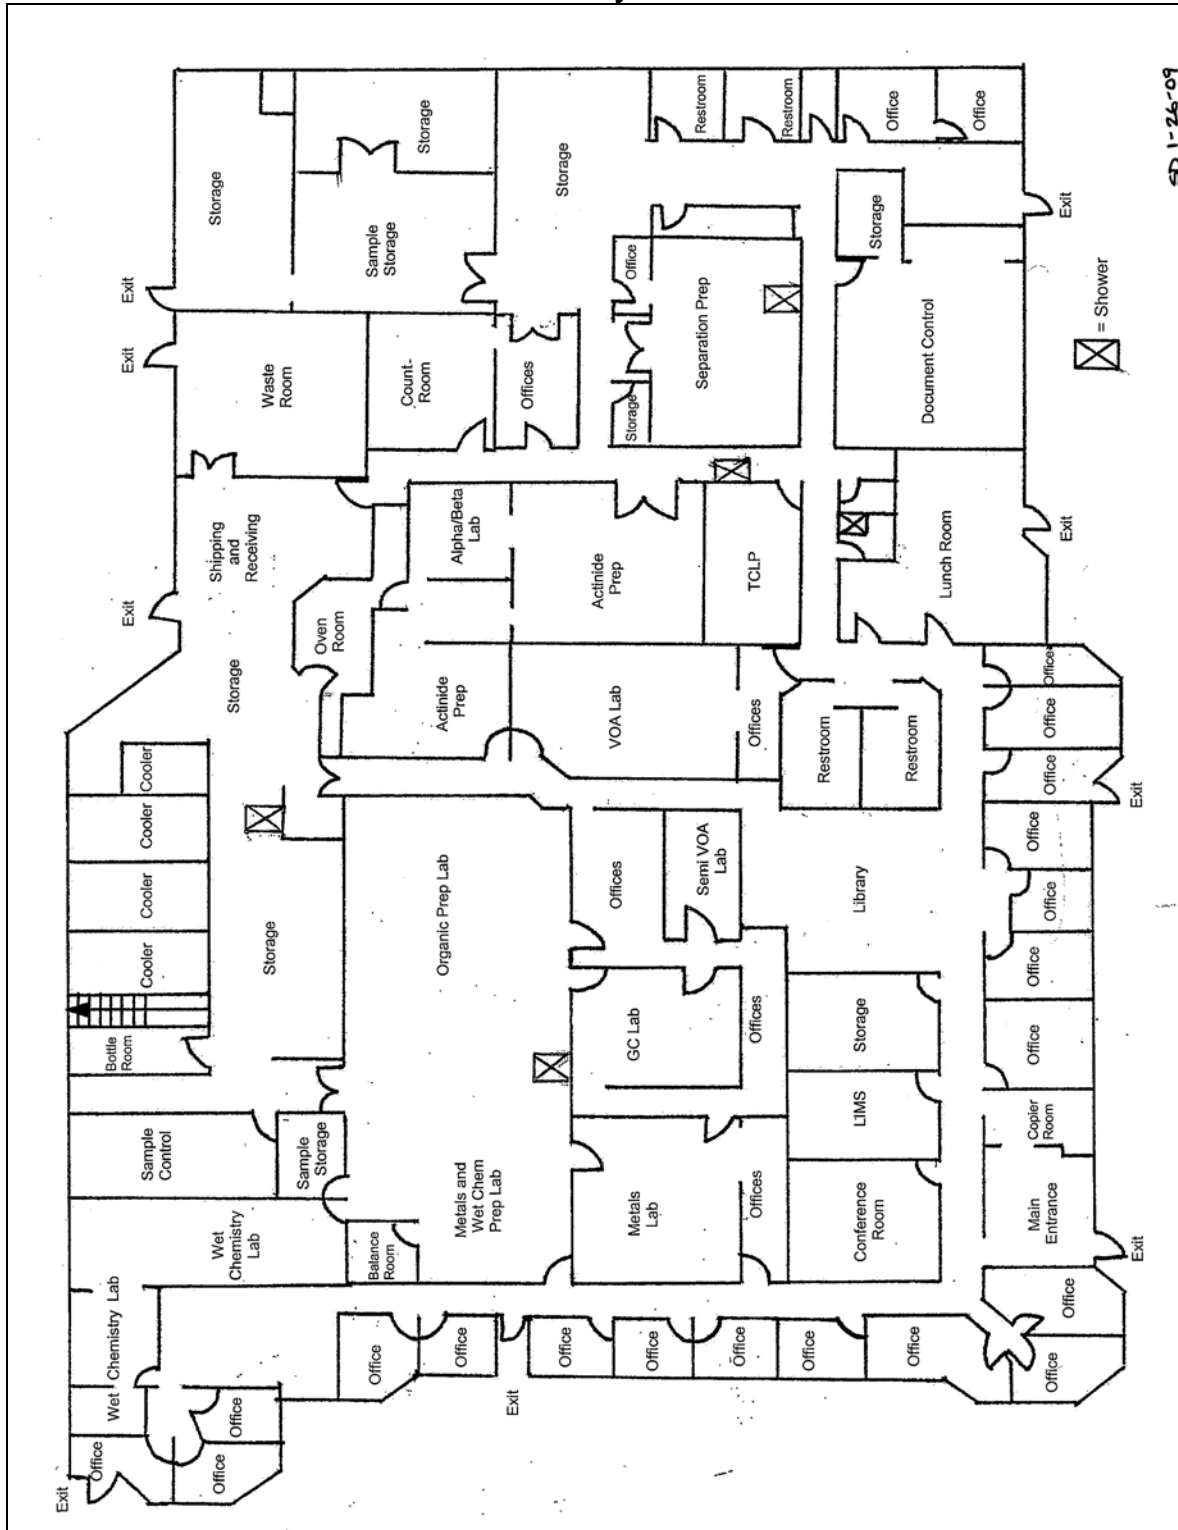 Exit
Office
Wet Chemistry Lab
Sample
Control
Bottle
Room
Cooler
Cooler
Cooler
Cooler
Exit
Exit
Exit
Office
Office
Wet
Chemistry
Lab
Storage
Storage
Shipping
and
Receiving
Waste
Room
Storage
Sample
Storage
Oven
Room
Office
Balance
Room
Count-
Room
Sample
Storage
Storage
Office
Metals and
Wet Chem
Prep Lab
Organic Prep Lab
Actinide
Prep
Alpha/Beta
Lab
Exit
Offices
Storage
Office
Office
Metals
Lab
GC Lab
Offices
VOA Lab
Actinide
Prep
Storage
Office
Semi VOA
Lab
Separation Prep
Restroom
Office
Offices
Offices
Offices
TCLP
Restroom
Office
Restroom
Office
Conference
Room
LIMS
Storage
Library
Restroom
Storage
Office
Document Control
Lunch Room
Office
Office
Office
Main
Entrance
Copier
Room
Office
Office
Office
Office
Office
Office
Office
Exit
Exit
Exit
Exit
= Shower
1-26-09